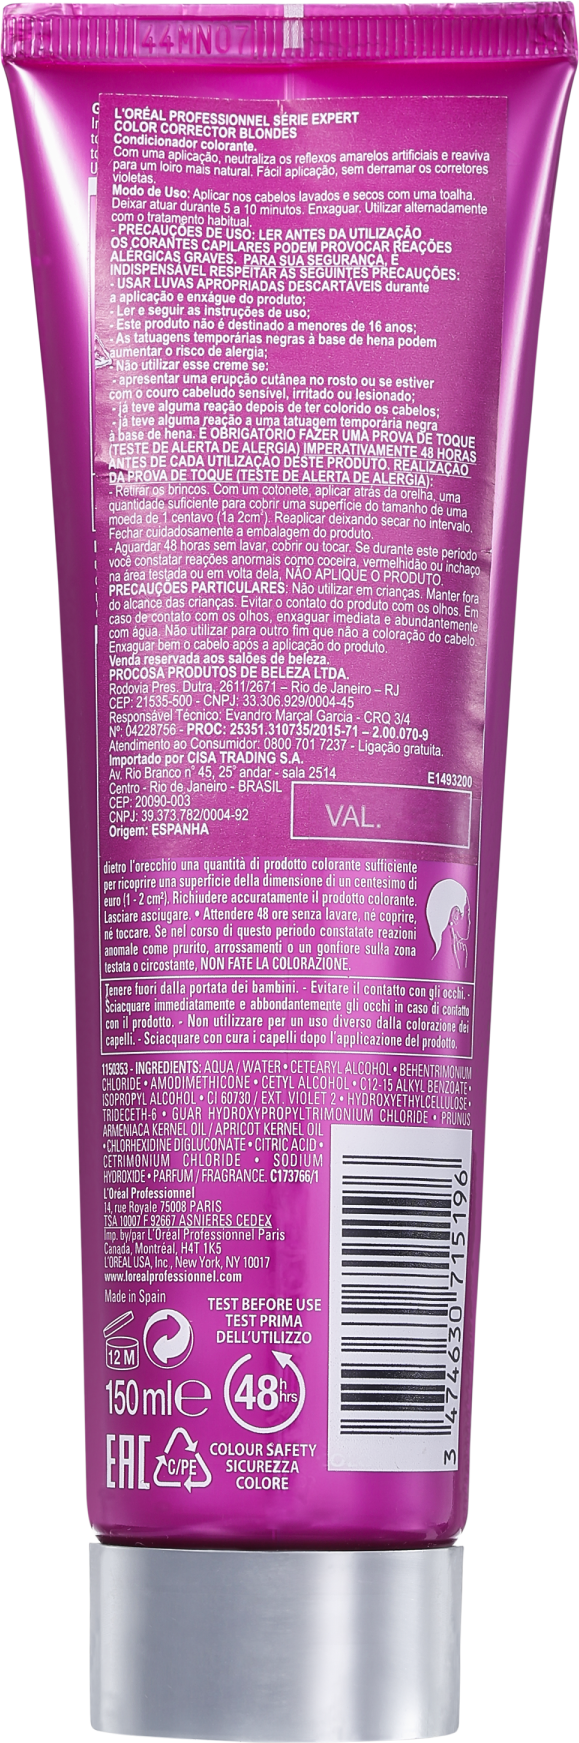 44MN07
L'ORÉAL PROFESSIONNEL SÉRIE EXPERT
COLOR CORRECTOR BLONDES
Condicionador colorante.
Com uma aplicação, neutraliza os reflexos amarelos artificiais e reaviva
para um loiro mais natural. Fácil aplicação, sem derramar os corretores
violetas.
Modo de Uso: Aplicar nos cabelos lavados e secos com uma toalha.
Deixar atuar durante 5 a 10 minutos. Enxaguar. Utilizar alternadamente
com o tratamento habitual.
- PRECAUÇÕES DE USO: LER ANTES DA UTILIZAÇÃO
OS CORANTES CAPILARES PODEM PROVOCAR REAÇÕES
ALÉRGICAS GRAVES. PARA SUA SEGURANÇA, É
INDISPENSÁVEL RESPEITAR AS SEGUINTES PRECAUÇÕES:
- USAR LUVAS APROPRIADAS DESCARTÁVEIS durante
a aplicação e enxágue do produto;
- Ler e seguir as instruções de uso;
- Este produto não é destinado a menores de 16 anos;
- As tatuagens temporárias negras à base de hena podem
aumentar o risco de alergia;
- Não utilizar esse creme se:
- apresentar uma erupção cutânea no rosto ou se estiver
com o couro cabeludo sensível, irritado ou lesionado;
- já teve alguma reação depois de ter colorido os cabelos;
- já teve alguma reação a uma tatuagem temporária negra
à base de hena. É OBRIGATÓRIO FAZER UMA PROVA DE TOQUE
(TESTE DE ALERTA DE ALERGIA) IMPERATIVAMENTE 48 HORAS
ANTES DE CADA UTILIZAÇÃO DESTE PRODUTO. REALIZAÇÃO
DA PROVA DE TOQUE (TESTE DE ALERTA DE ALERGIA):
- Retirar os brincos. Com um cotonete, aplicar atrás da orelha, uma
quantidade suficiente para cobrir uma superfície do tamanho de uma
moeda de 1 centavo (1a 2cm²). Reaplicar deixando secar no intervalo.
Fechar cuidadosamente a embalagem do produto.
- Aguardar 48 horas sem lavar, cobrir ou tocar. Se durante este período
você constatar reações anormais como coceira, vermelhidão ou inchaço
na área testada ou em volta dela, NÃO APLIQUE O PRODUTO.
PRECAUÇÕES PARTICULARES: Não utilizar em crianças. Manter fora
do alcance das crianças. Evitar o contato do produto com os olhos. Em
caso de contato com os olhos, enxaguar imediata e abundantemente
com água. Não utilizar para outro fim que não a coloração do cabelo.
Enxaguar bem o cabelo após a aplicação do produto.
Venda reservada aos salões de beleza.
PROCOSA PRODUTOS DE BELEZA LTDA.
Rodovia Pres. Dutra, 2611/2671 – Rio de Janeiro – RJ
CEP: 21535-500 - CNPJ: 33.306.929/0004-45
Responsável Técnico: Evandro Marçal Garcia - CRQ 3/4
Nº: 04228756 - PROC: 25351.310735/2015-71 – 2.00.070-9
Atendimento ao Consumidor: 0800 701 7237 - Ligação gratuita.
Importado por CISA TRADING S.A.
Av. Rio Branco n° 45, 25° andar - sala 2514
Centro - Rio de Janeiro - BRASIL
CEP: 20090-003
CNPJ: 39.373.782/0004-92
Origem: ESPANHA
E1493200
VAL.
dietro l'orecchio una quantità di prodotto colorante sufficiente
per ricoprire una superficie della dimensione di un centesimo di
euro (1 - 2 cm²). Richiudere accuratamente il prodotto colorante.
Lasciare asciugare. • Attendere 48 ore senza lavare, né coprire,
né toccare. Se nel corso di questo periodo constatate reazioni
anomale come prurito, arrossamenti o un gonfiore sulla zona
testata o circostante, NON FATE LA COLORAZIONE.
Tenere fuori dalla portata dei bambini. - Evitare il contatto con gli occhi. -
Sciacquare immediatamente e abbondantemente gli occhi in caso di contatto
con il prodotto. - Non utilizzare per un uso diverso dalla colorazione dei
capelli. - Sciacquare con cura i capelli dopo l'applicazione del prodotto.
1150353 - INGREDIENTS: AQUA / WATER • CETEARYL ALCOHOL • BEHENTRIMONIUM
CHLORIDE • AMODIMETHICONE • CETYL ALCOHOL • C12-15 ALKYL BENZOATE •
ISOPROPYL ALCOHOL • CI 60730 / EXT. VIOLET 2 • HYDROXYETHYLCELLULOSE •
TRIDECETH-6 • GUAR HYDROXYPROPYLTRIMONIUM CHLORIDE • PRUNUS
ARMENIACA KERNEL OIL / APRICOT KERNEL OIL
• CHLORHEXIDINE DIGLUCONATE • CITRIC ACID •
CETRIMONIUM CHLORIDE • SODIUM
HYDROXIDE • PARFUM / FRAGRANCE. C173766/1
L'Oréal Professionnel
14, rue Royale 75008 PARIS
TSA 10007 F 92667 ASNIERES CEDEX
Imp. by/par L'Oréal Professionnel Paris
Canada, Montréal, H4T 1K5
L'ORÉAL USA, Inc., New York, NY 10017
www.lorealprofessionnel.com
Made in Spain
TEST BEFORE USE
TEST PRIMA
DELL'UTILIZZO
12 M
150 ml e
48 h hrs
EAC
C/PE
COLOUR SAFETY
SICUREZZA
COLORE
3 474630 715196